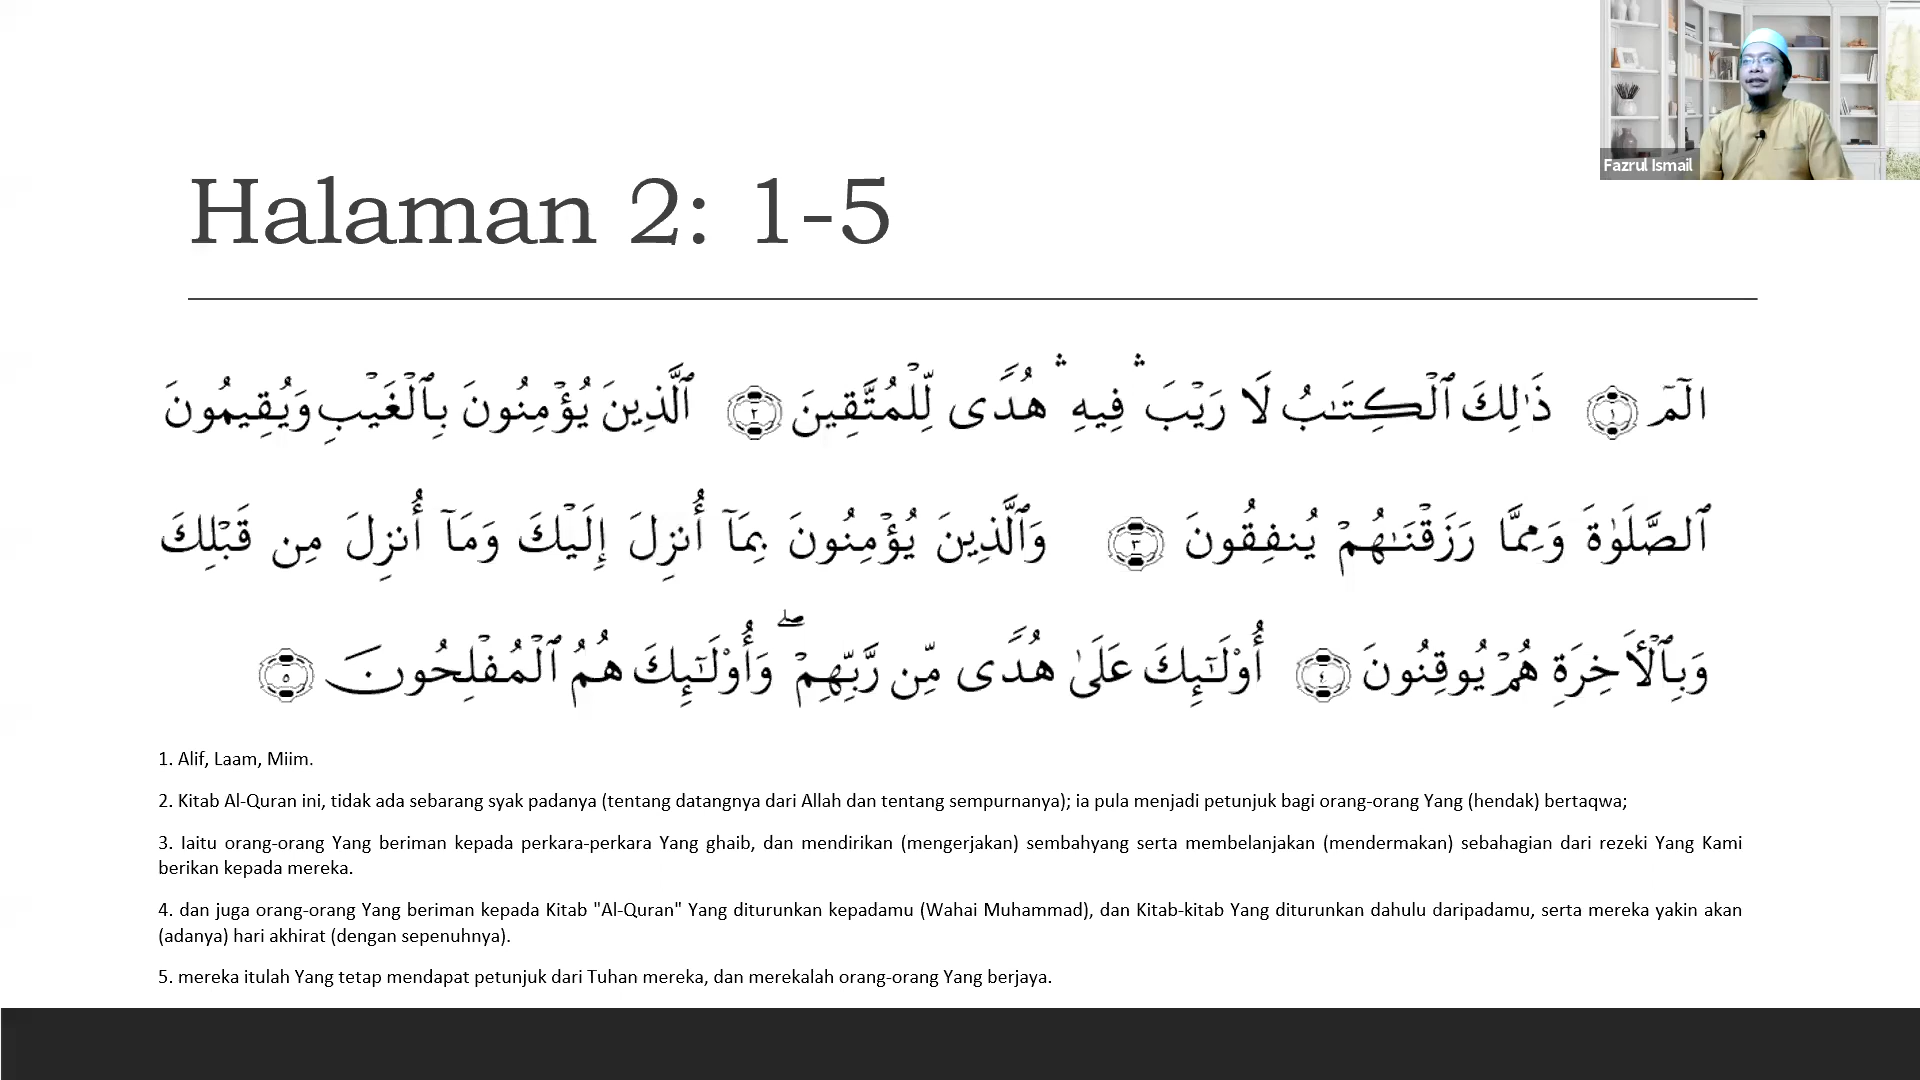 Fazrul Ismail
Halaman 2: 1-5
الٓمٓ ١ ذَٰلِكَ ٱلْكِتَـٰبُ لَا رَيْبَ ۛ فِيهِ ۛ هُدًى لِّلْمُتَّقِينَ ٢ ٱلَّذِينَ يُؤْمِنُونَ بِٱلْغَيْبِ وَيُقِيمُونَ
ٱلصَّلَوٰةَ وَمِمَّا رَزَقْنَـٰهُمْ يُنفِقُونَ ٣ وَٱلَّذِينَ يُؤْمِنُونَ بِمَآ أُنزِلَ إِلَيْكَ وَمَآ أُنزِلَ مِن قَبْلِكَ
وَبِٱلْأَخِرَةِ هُمْ يُوقِنُونَ ٤ أُو۟لَـٰٓئِكَ عَلَىٰ هُدًى مِّن رَّبِّهِمْ ۖ وَأُو۟لَـٰٓئِكَ هُمُ ٱلْمُفْلِحُونَ ٥
1. Alif, Laam, Miim.
2. Kitab Al-Quran ini, tidak ada sebarang syak padanya (tentang datangnya dari Allah dan tentang sempurnanya); ia pula menjadi petunjuk bagi orang-orang Yang (hendak) bertaqwa;
3. Iaitu orang-orang Yang beriman kepada perkara-perkara Yang ghaib, dan mendirikan (mengerjakan) sembahyang serta membelanjakan (mendermakan) sebahagian dari rezeki Yang Kami
berikan kepada mereka.
4. dan juga orang-orang Yang beriman kepada Kitab "Al-Quran" Yang diturunkan kepadamu (Wahai Muhammad), dan Kitab-kitab Yang diturunkan dahulu daripadamu, serta mereka yakin akan
(adanya) hari akhirat (dengan sepenuhnya).
5. mereka itulah Yang tetap mendapat petunjuk dari Tuhan mereka, dan merekalah orang-orang Yang berjaya.